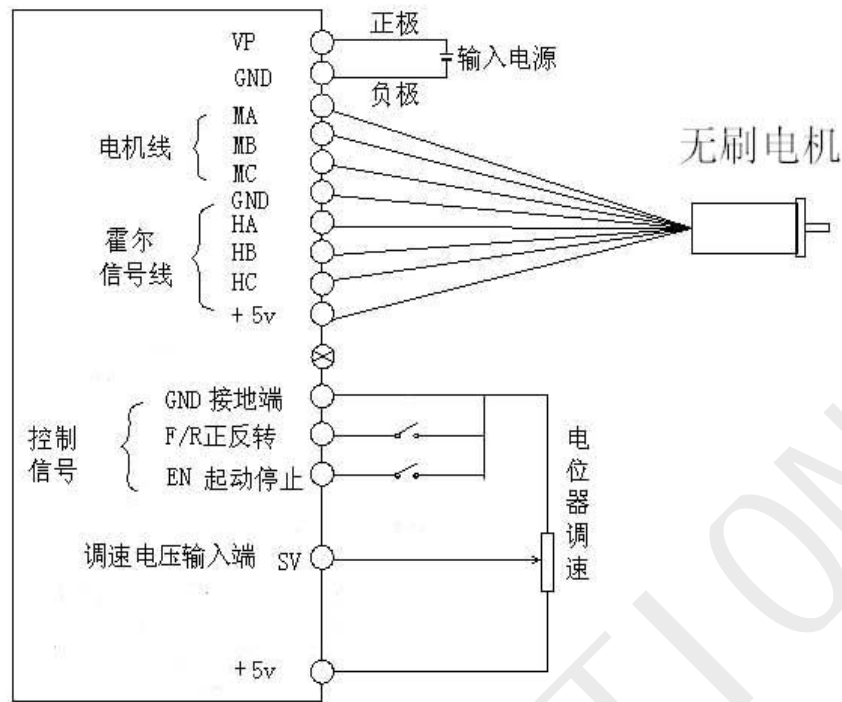 VP
正极
GND
输入电源
负极
MA
电机线
MB
MC
无刷电机
GND
霍尔
信号线
HA
HB
HC
+5v
控制
信号
GND 接地端
F/R正反转
EN 起动停止
电位器调速
调速电压输入端 SV
+5v
TION